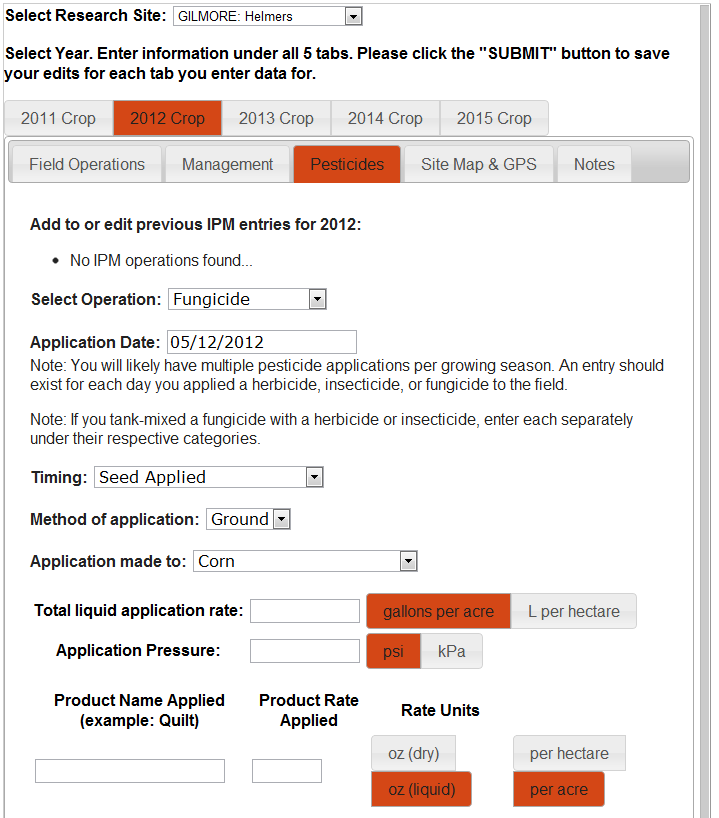 Select Research Site: GILMORE: Helmers
Select Year. Enter information under all 5 tabs. Please click the "SUBMIT" button to save
your edits for each tab you enter data for.
2011 Crop 2012 Crop 2013 Crop 2014 Crop 2015 Crop
Field Operations Management Pesticides Site Map & GPS Notes
Add to or edit previous IPM entries for 2012:
• No IPM operations found...
Select Operation: Fungicide
Application Date: 05/12/2012
Note: You will likely have multiple pesticide applications per growing season. An entry should
exist for each day you applied a herbicide, insecticide, or fungicide to the field.
Note: If you tank-mixed a fungicide with a herbicide or insecticide, enter each separately
under their respective categories.
Timing: Seed Applied
Method of application: Ground
Application made to: Corn
Total liquid application rate: gallons per acre L per hectare
Application Pressure: psi kPa
Product Name Applied
(example: Quilt)
Product Rate
Applied
Rate Units
oz (dry) per hectare
oz (liquid) per acre